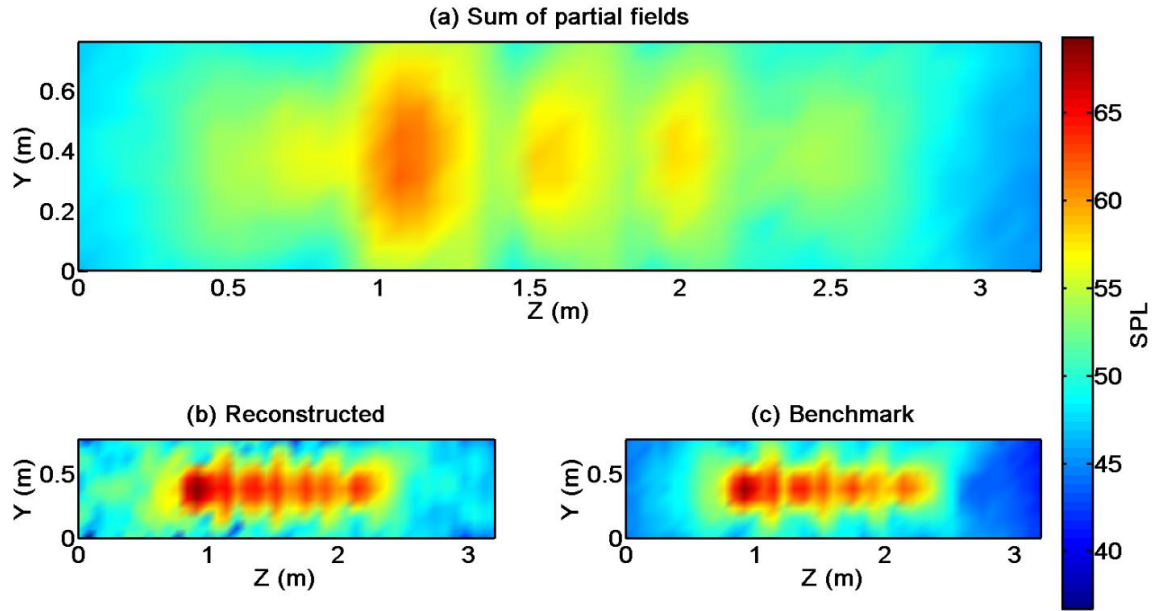 (a) Sum of partial fields
Y (m)
0.6
0.4
0.2
0
0 0.5 1 1.5 2 2.5 3
Z (m)
SPL
65
60
55
50
45
40
(b) Reconstructed
Y (m)
0.5
0
0 1 2 3
Z (m)
(c) Benchmark
Y (m)
0.5
0
0 1 2 3
Z (m)